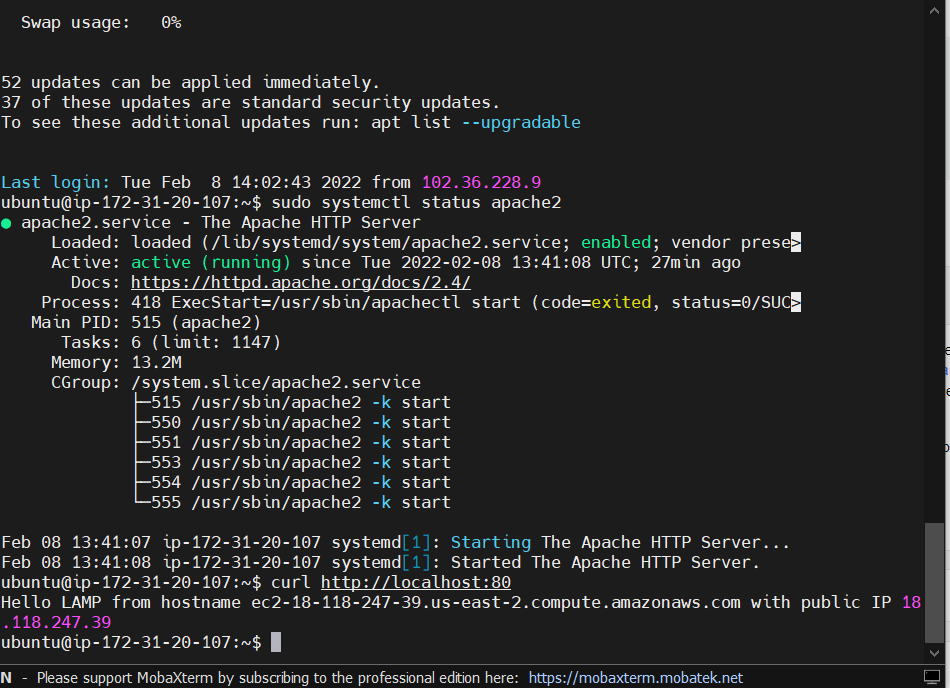 Swap usage:   0%
52 updates can be applied immediately.
37 of these updates are standard security updates.
To see these additional updates run: apt list --upgradable
Last login: Tue Feb  8 14:02:43 2022 from 102.36.228.9
ubuntu@ip-172-31-20-107:~$ sudo systemctl status apache2
● apache2.service - The Apache HTTP Server
Loaded: loaded (/lib/systemd/system/apache2.service; enabled; vendor prese>
Active: active (running) since Tue 2022-02-08 13:41:08 UTC; 27min ago
Docs: https://httpd.apache.org/docs/2.4/
Process: 418 ExecStart=/usr/sbin/apachectl start (code=exited, status=0/SUC>
Main PID: 515 (apache2)
Tasks: 6 (limit: 1147)
Memory: 13.2M
CGroup: /system.slice/apache2.service
├─515 /usr/sbin/apache2 -k start
├─550 /usr/sbin/apache2 -k start
├─551 /usr/sbin/apache2 -k start
├─553 /usr/sbin/apache2 -k start
├─554 /usr/sbin/apache2 -k start
└─555 /usr/sbin/apache2 -k start
Feb 08 13:41:07 ip-172-31-20-107 systemd[1]: Starting The Apache HTTP Server...
Feb 08 13:41:08 ip-172-31-20-107 systemd[1]: Started The Apache HTTP Server.
ubuntu@ip-172-31-20-107:~$ curl http://localhost:80
Hello LAMP from hostname ec2-18-118-247-39.us-east-2.compute.amazonaws.com with public IP 18
.118.247.39
ubuntu@ip-172-31-20-107:~$
N  -  Please support MobaXterm by subscribing to the professional edition here:  https://mobaxterm.mobatek.net